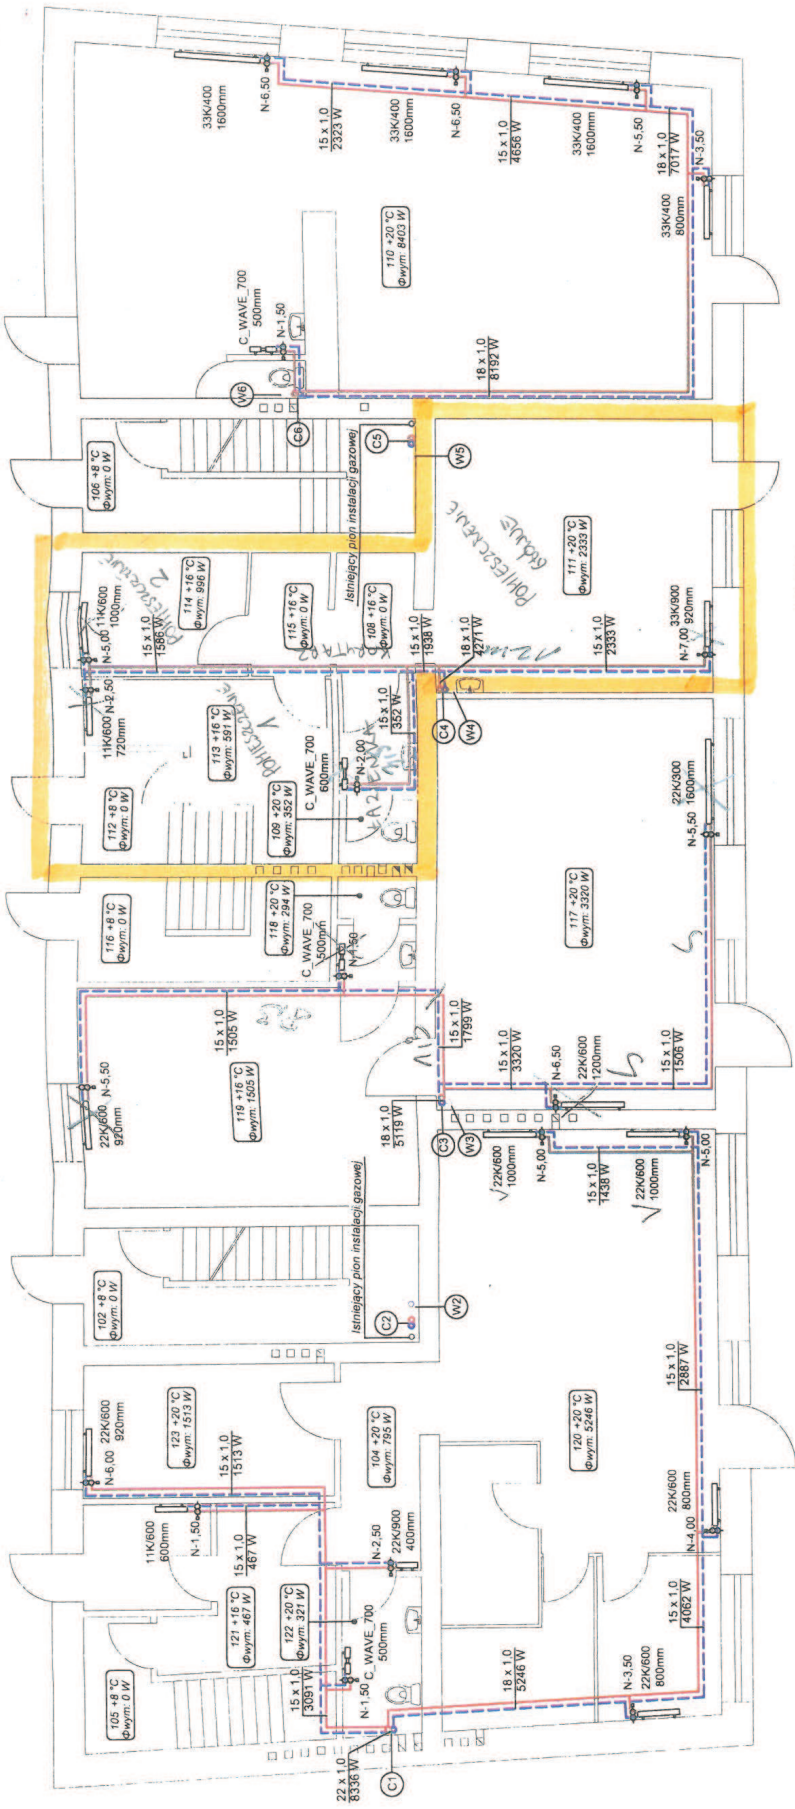 33K/400
1600mm
N-6,50
15 x 1,0
2323 W
33K/400
1600mm
N-6,50
15 x 1,0
4656 W
33K/400
1600mm
N-5,50
18 x 1,0
7017 W
N-3,50
33K/400
800mm
110 +20 °C
Φwym: 8403 W
C_WAVE_700
500mm
N-1,50
18 x 1,0
8192 W
W6
C6
106 +8 °C
Φwym: 0 W
Istniejący pion instalacji gazowej
C5
W5
11K/600
1000mm
N-5,00
15 x 1,0
1586 W
114 +16 °C
Φwym: 996 W
POMIESZCZENIE 2
115 +16 °C
Φwym: 0 W
108 +16 °C
Φwym: 0 W
KORYTARZ
15 x 1,0
1938 W
18 x 1,0
4271 W
POMIESZCZENIE
GŁÓWNE
111 +20 °C
Φwym: 2333 W
15 x 1,0
2333 W
33K/900
920mm
N-7,00
C4
W4
11K/600
720mm
N-2,50
113 +16 °C
Φwym: 591 W
POMIESZCZENIE 1
112 +8 °C
Φwym: 0 W
109 +20 °C
Φwym: 352 W
15 x 1,0
352 W
N-2,00
C_WAVE_700
600mm
ŁAZIENKA
116 +8 °C
Φwym: 0 W
118 +20 °C
Φwym: 294 W
C_WAVE_700
500mm
N-1,50
117 +20 °C
Φwym: 3320 W
22K/300
1600mm
N-5,50
15 x 1,0
1505 W
119 +16 °C
Φwym: 1505 W
N-5,50
22K/600
920mm
15 x 1,0
1799 W
15 x 1,0
3320 W
N-6,50
22K/600
1200mm
15 x 1,0
1506 W
18 x 1,0
5119 W
C3
W3
22K/600
1000mm
N-5,00
15 x 1,0
1438 W
22K/600
1000mm
N-5,00
102 +8 °C
Φwym: 0 W
Istniejący pion instalacji gazowej
C2
W2
22K/600
920mm
N-6,00
123 +20 °C
Φwym: 1513 W
15 x 1,0
1513 W
104 +20 °C
Φwym: 795 W
120 +20 °C
Φwym: 5246 W
15 x 1,0
2887 W
11K/600
600mm
N-1,50
15 x 1,0
467 W
N-2,50
22K/900
400mm
22K/600
800mm
N-4,00
121 +16 °C
Φwym: 467 W
122 +20 °C
Φwym: 321 W
C_WAVE_700
500mm
N-1,50
105 +8 °C
Φwym: 0 W
15 x 1,0
3091 W
15 x 1,0
4062 W
18 x 1,0
5246 W
N-3,50
22K/600
800mm
22 x 1,0
8336 W
C1